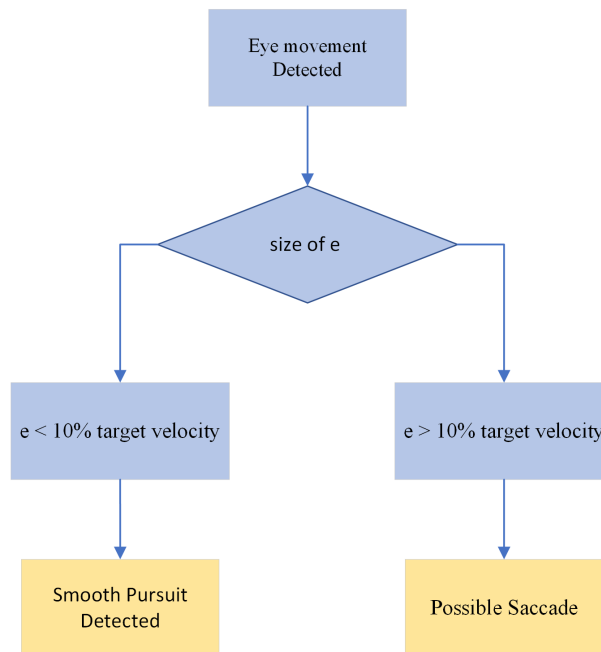 Eye movement
Detected
size of e
e < 10% target velocity
e > 10% target velocity
Smooth Pursuit
Detected
Possible Saccade